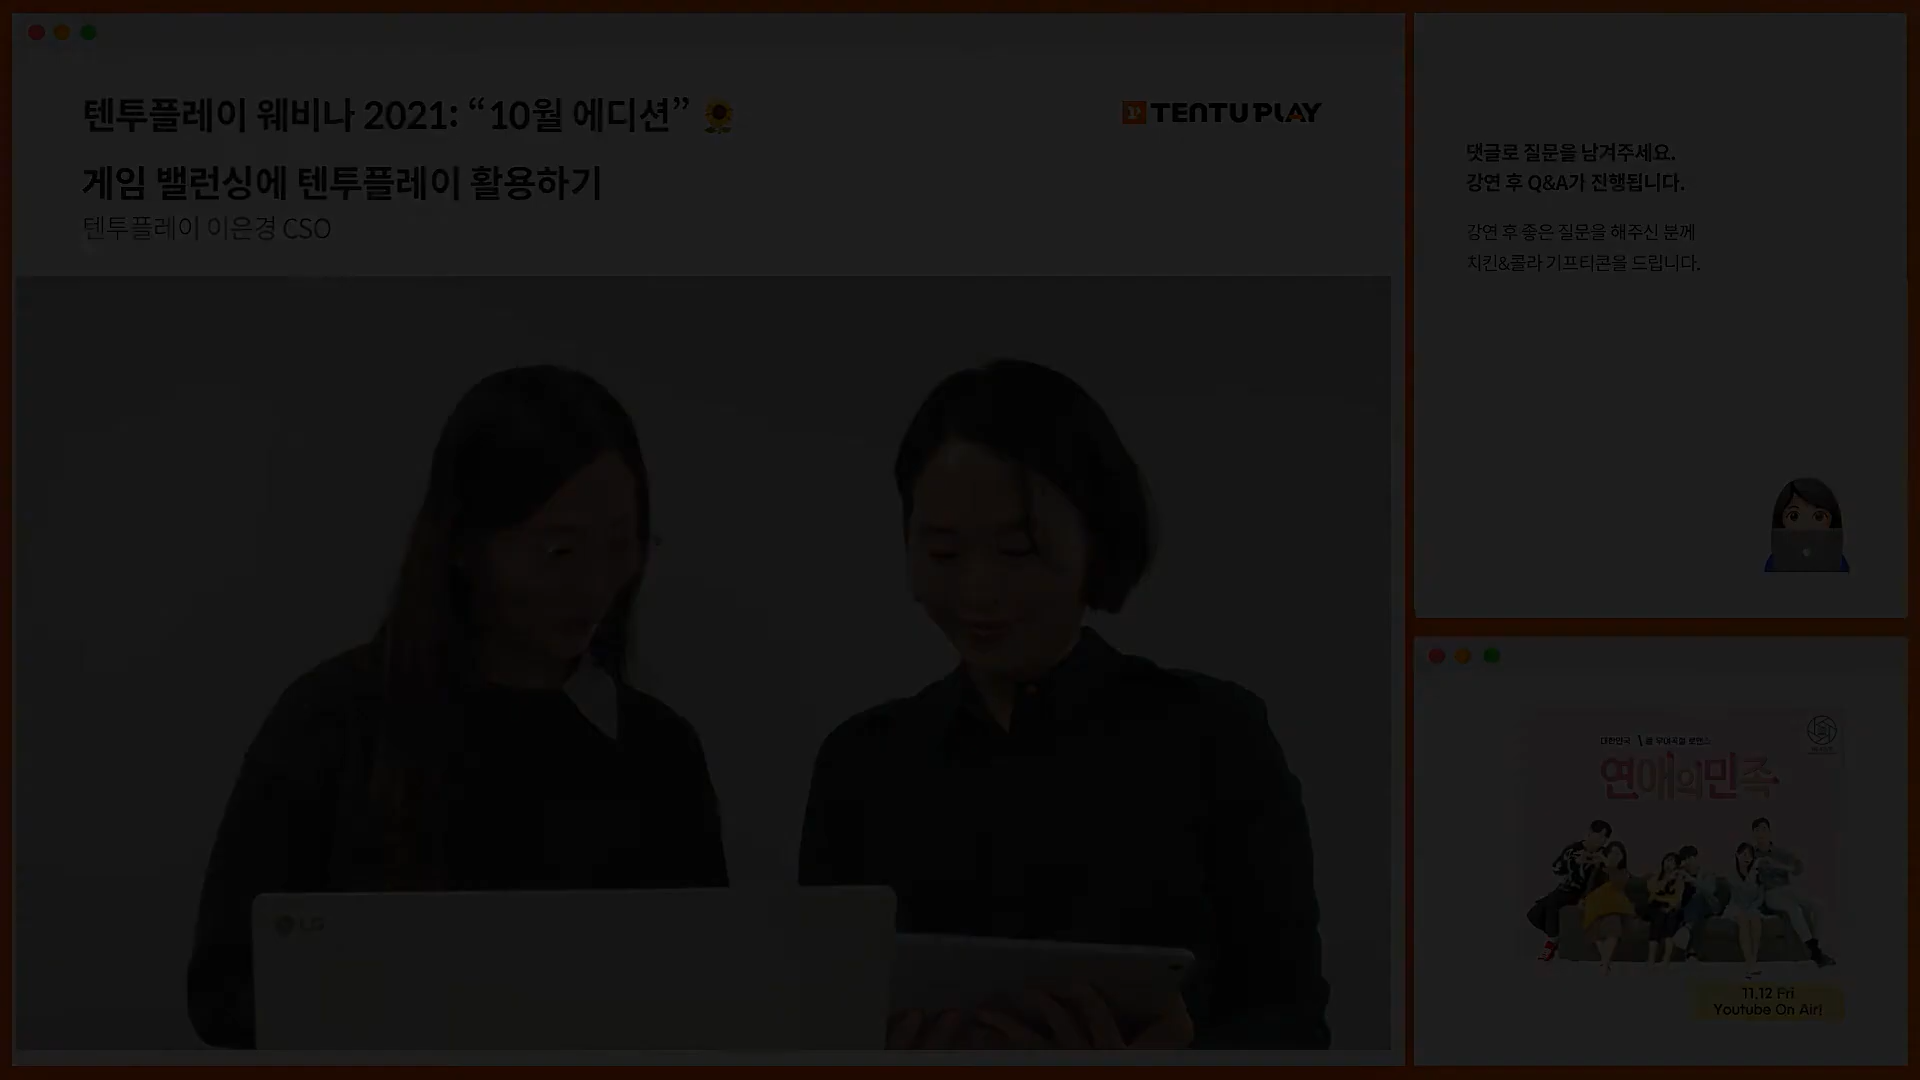 텐투플레이 웨비나 2021: “10월 에디션”
TENTUPLAY
게임 밸런싱에 텐투플레이 활용하기
텐투플레이 이은경 CSO
댓글로 질문을 남겨주세요.
강연 후 Q&A가 진행됩니다.
강연 후 좋은 질문을 해주신 분께
치킨&콜라 기프티콘을 드립니다.
LG
연애의민족
11.12 Fri
Youtube On Air!